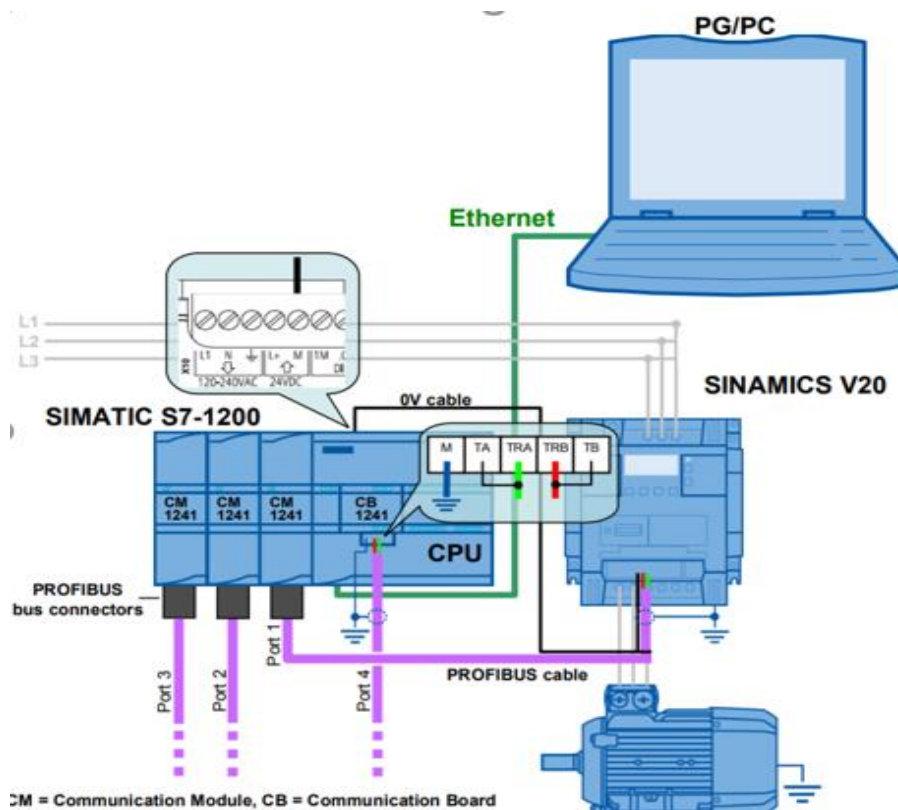 PG/PC
Ethernet
L1
L2
L3
X10
L1 N L+ M 1M
120-240VAC 24VDC
SINAMICS V20
SIMATIC S7-1200
0V cable
M TA TRA TRB TB
CM 1241
CM 1241
CM 1241
CB 1241
CPU
PROFIBUS
bus connectors
Port 3
Port 2
Port 1
Port 4
PROFIBUS cable
CM = Communication Module, CB = Communication Board